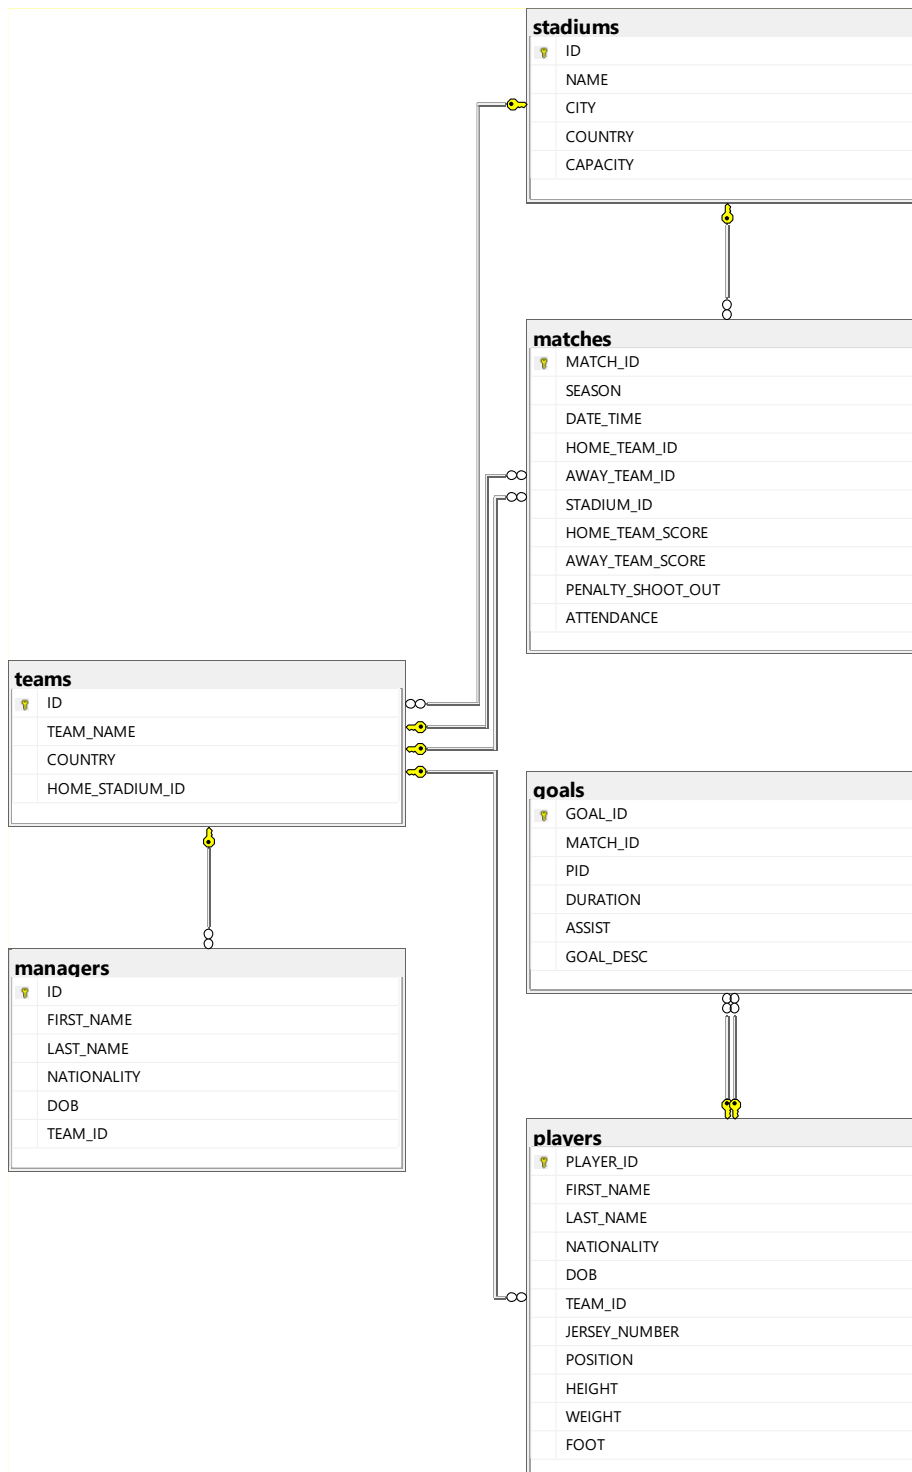 stadiums
ID
NAME
CITY
COUNTRY
CAPACITY
matches
MATCH_ID
SEASON
DATE_TIME
HOME_TEAM_ID
AWAY_TEAM_ID
STADIUM_ID
HOME_TEAM_SCORE
AWAY_TEAM_SCORE
PENALTY_SHOOT_OUT
ATTENDANCE
teams
ID
TEAM_NAME
COUNTRY
HOME_STADIUM_ID
goals
GOAL_ID
MATCH_ID
PID
DURATION
ASSIST
GOAL_DESC
managers
ID
FIRST_NAME
LAST_NAME
NATIONALITY
DOB
TEAM_ID
players
PLAYER_ID
FIRST_NAME
LAST_NAME
NATIONALITY
DOB
TEAM_ID
JERSEY_NUMBER
POSITION
HEIGHT
WEIGHT
FOOT